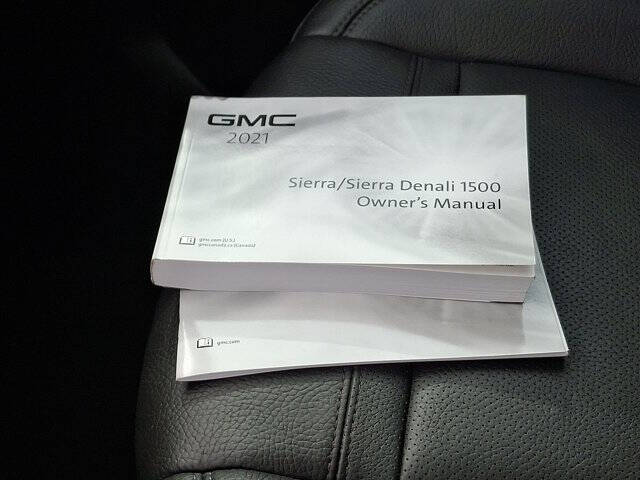 GMC
2021
Sierra/Sierra Denali 1500
Owner's Manual
gmc.com (U.S.)
gmccanada.ca (Canada)
gmc.com